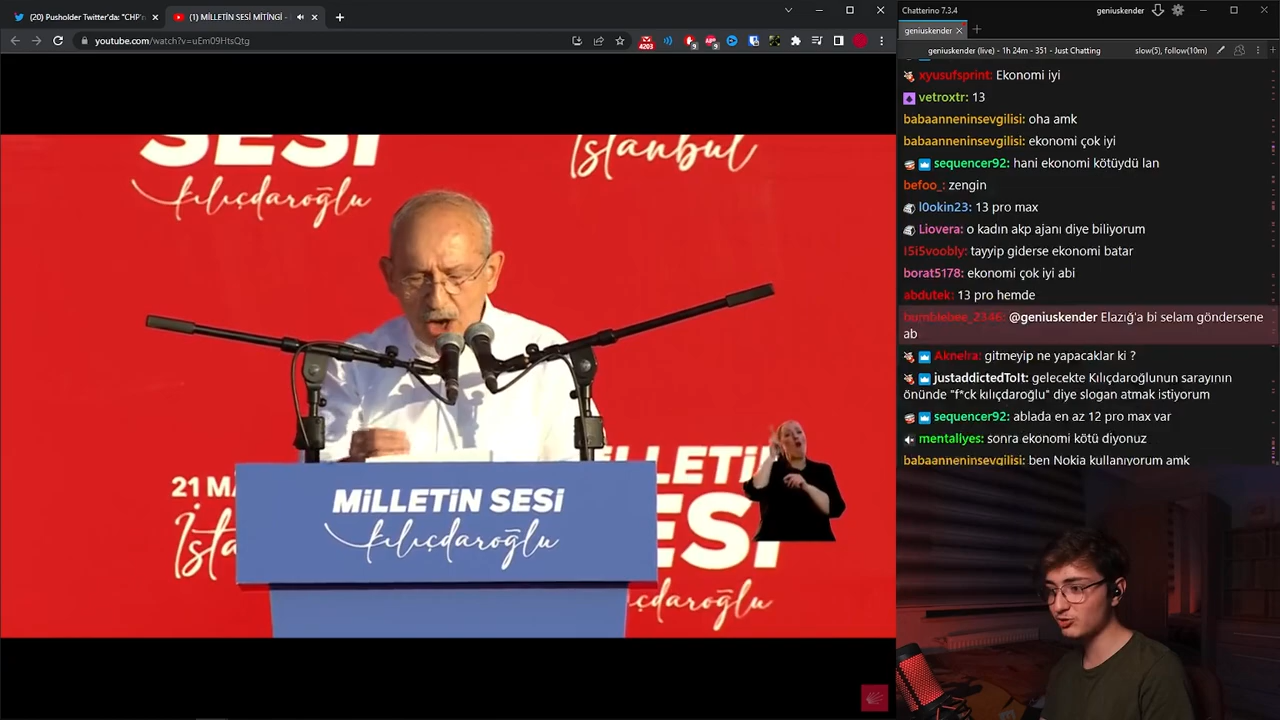 (20) Pusholder Twitter'da: "CHP'n
(1) MİLLETİN SESİ MİTİNGİ -
youtube.com/watch?v=uEm09HtsQtg
4203
9
9
SESİ
Kılıçdaroğlu
İstanbul
21 MA
İsta
MİLLETİN SESİ
Kılıçdaroğlu
İLLETİN
ESİ
çdaroğlu
Chatterino 7.3.4
geniuskender
geniuskender
geniuskender (live) - 1h 24m - 351 - Just Chatting
slow(5), follow(10m)
xyusufsprint: Ekonomi iyi
vetroxtr: 13
babaanneninsevgilisi: oha amk
babaanneninsevgilisi: ekonomi çok iyi
sequencer92: hani ekonomi kötüydü lan
befoo_: zengin
l0okin23: 13 pro max
Liovera: o kadın akp ajanı diye biliyorum
I5i5voobly: tayyip giderse ekonomi batar
borat5178: ekonomi çok iyi abi
abdutek: 13 pro hemde
bumblebee_2346: @geniuskender Elazığ'a bi selam göndersene
ab
Aknelra: gitmeyip ne yapacaklar ki ?
justaddictedToIt: gelecekte Kılıçdaroğlunun sarayının
önünde "f*ck kılıçdaroğlu" diye slogan atmak istiyorum
sequencer92: ablada en az 12 pro max var
mentallyes: sonra ekonomi kötü diyonuz
babaanneninsevgilisi: ben Nokia kullanıyorum amk